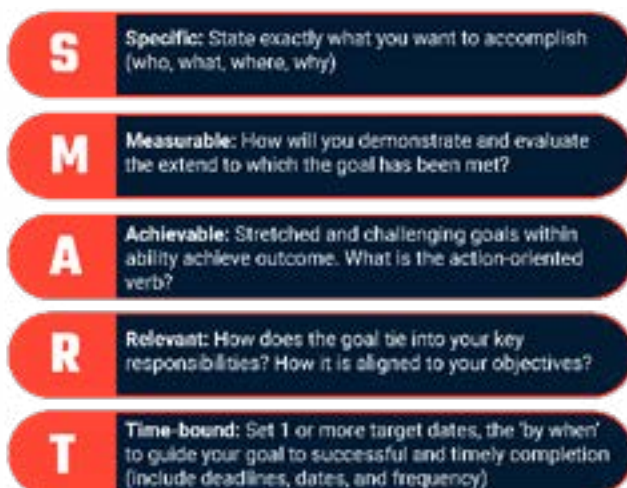 S
Specific: State exactly what you want to accomplish
(who, what, where, why)
M
Measurable: How will you demonstrate and evaluate
the extend to which the goal has been met?
A
Achievable: Stretched and challenging goals within
ability achieve outcome. What is the action-oriented
verb?
R
Relevant: How does the goal tie into your key
responsibilities? How it is aligned to your objectives?
T
Time-bound: Set 1 or more target dates, the 'by when'
to guide your goal to successful and timely completion
(include deadlines, dates, and frequency)